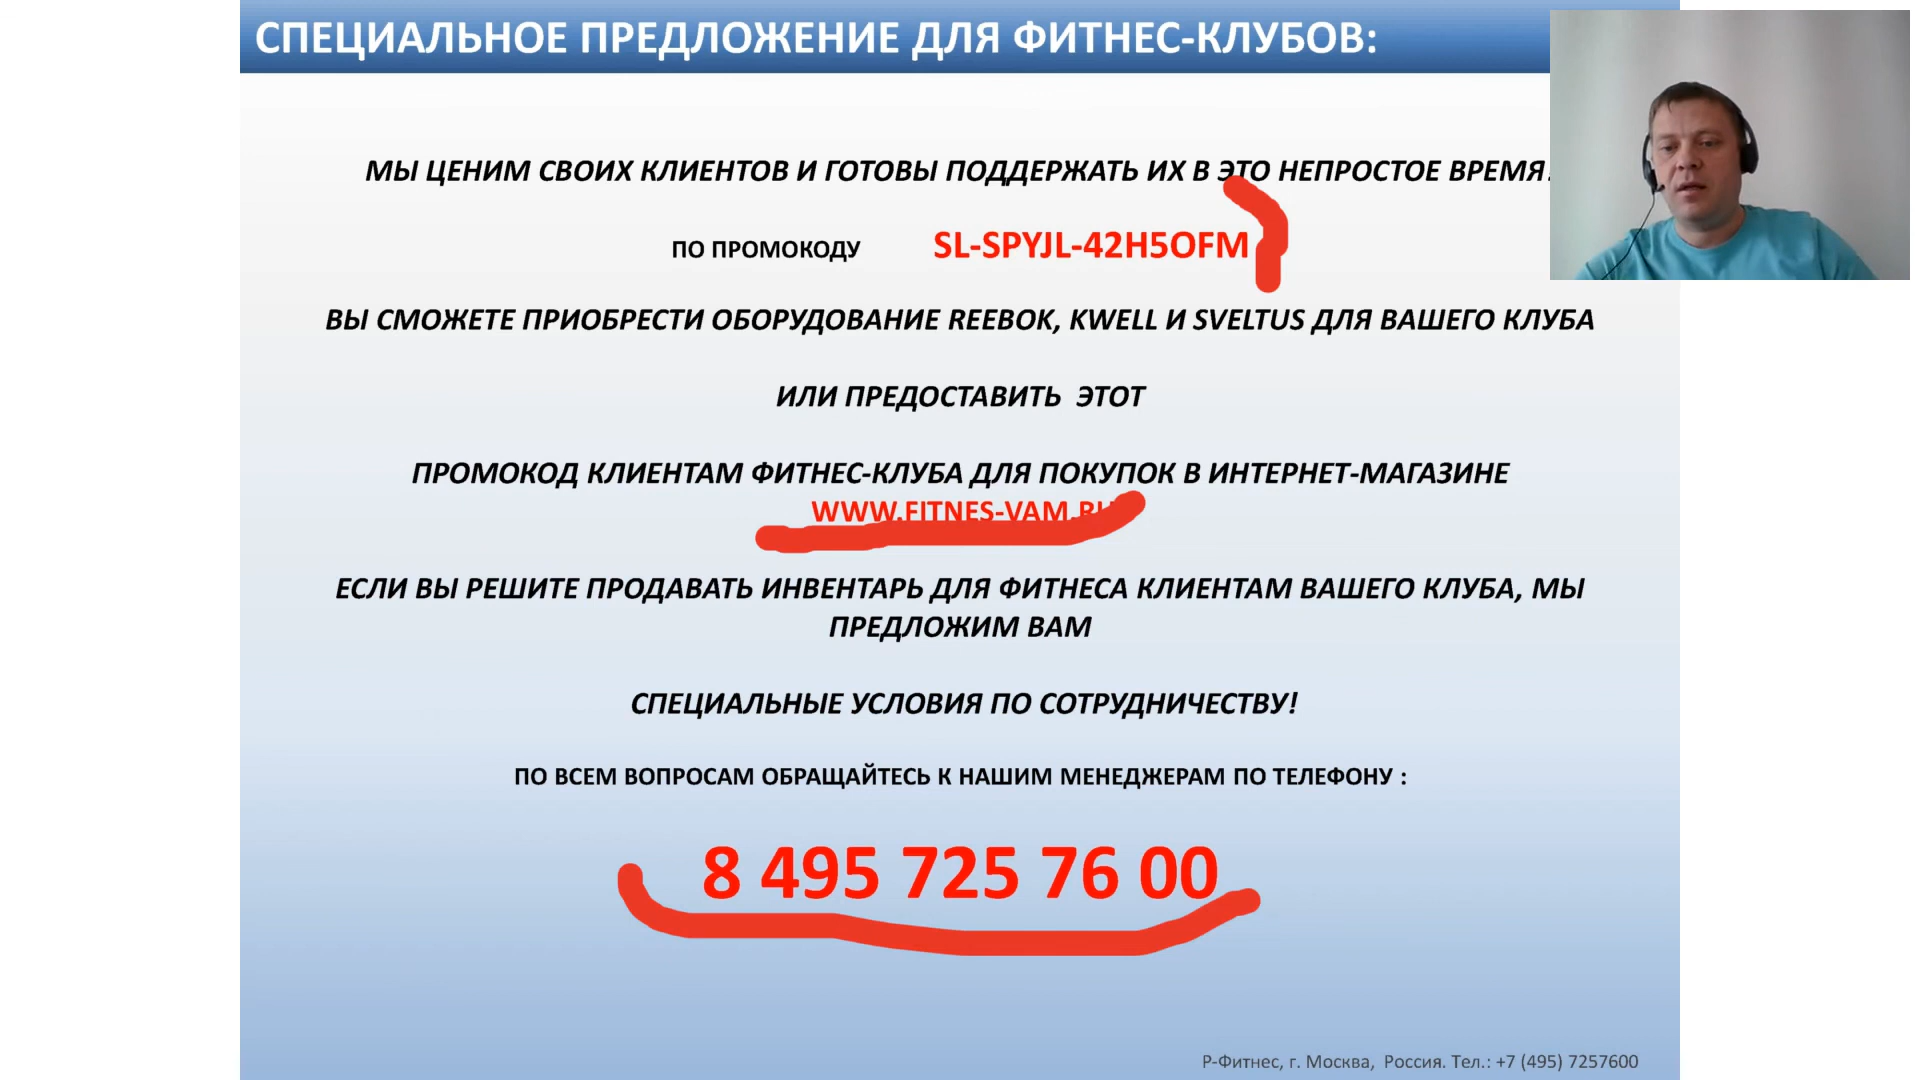 СПЕЦИАЛЬНОЕ ПРЕДЛОЖЕНИЕ ДЛЯ ФИТНЕС-КЛУБОВ:
МЫ ЦЕНИМ СВОИХ КЛИЕНТОВ И ГОТОВЫ ПОДДЕРЖАТЬ ИХ В ЭТО НЕПРОСТОЕ ВРЕМЯ!
ПО ПРОМОКОДУ SL-SPYJL-42H5OFM
ВЫ СМОЖЕТЕ ПРИОБРЕСТИ ОБОРУДОВАНИЕ REEBOK, KWELL И SVELTUS ДЛЯ ВАШЕГО КЛУБА
ИЛИ ПРЕДОСТАВИТЬ ЭТОТ
ПРОМОКОД КЛИЕНТАМ ФИТНЕС-КЛУБА ДЛЯ ПОКУПОК В ИНТЕРНЕТ-МАГАЗИНЕ
WWW.FITNES-VAM.RU
ЕСЛИ ВЫ РЕШИТЕ ПРОДАВАТЬ ИНВЕНТАРЬ ДЛЯ ФИТНЕСА КЛИЕНТАМ ВАШЕГО КЛУБА, МЫ
ПРЕДЛОЖИМ ВАМ
СПЕЦИАЛЬНЫЕ УСЛОВИЯ ПО СОТРУДНИЧЕСТВУ!
ПО ВСЕМ ВОПРОСАМ ОБРАЩАЙТЕСЬ К НАШИМ МЕНЕДЖЕРАМ ПО ТЕЛЕФОНУ :
8 495 725 76 00
Р-Фитнес, г. Москва, Россия. Тел.: +7 (495) 7257600